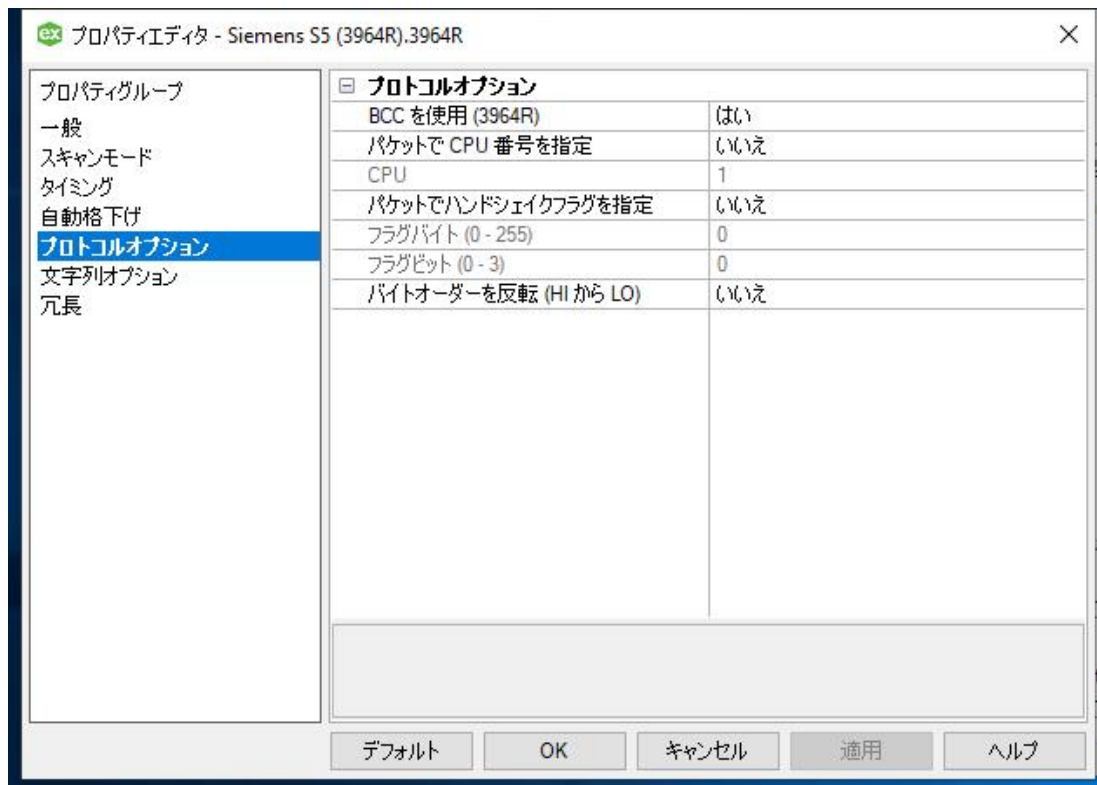 プロパティエディタ - Siemens S5 (3964R).3964R
プロパティグループ
一般
スキャンモード
タイミング
自動格下げ
プロトコルオプション
文字列オプション
冗長
プロトコルオプション
BCC を使用 (3964R) はい
パケットで CPU 番号を指定 いいえ
CPU 1
パケットでハンドシェイクフラグを指定 いいえ
フラグバイト (0 - 255) 0
フラグビット (0 - 3) 0
バイトオーダーを反転 (HI から LO) いいえ
デフォルト OK キャンセル 適用 ヘルプ